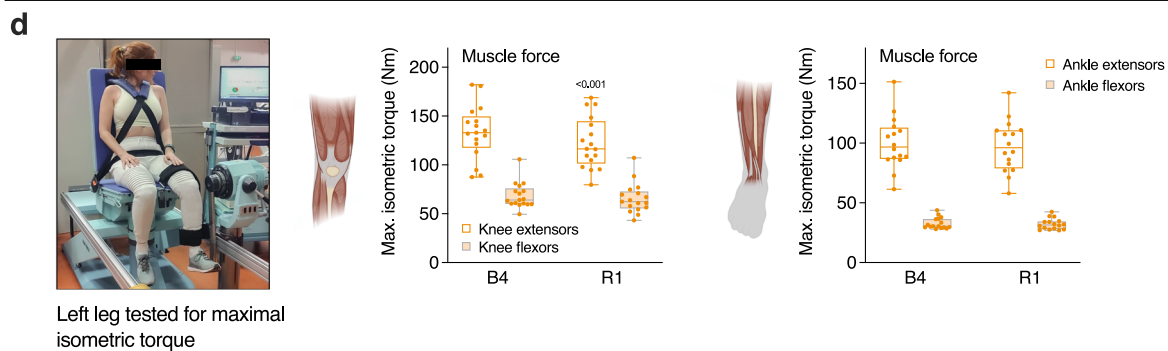 d
Left leg tested for maximal
isometric torque
Max. isometric torque (Nm)
200
150
100
50
0
Muscle force
<0.001
Knee extensors
Knee flexors
B4
R1
Max. isometric torque (Nm)
150
100
50
0
Muscle force
Ankle extensors
Ankle flexors
B4
R1